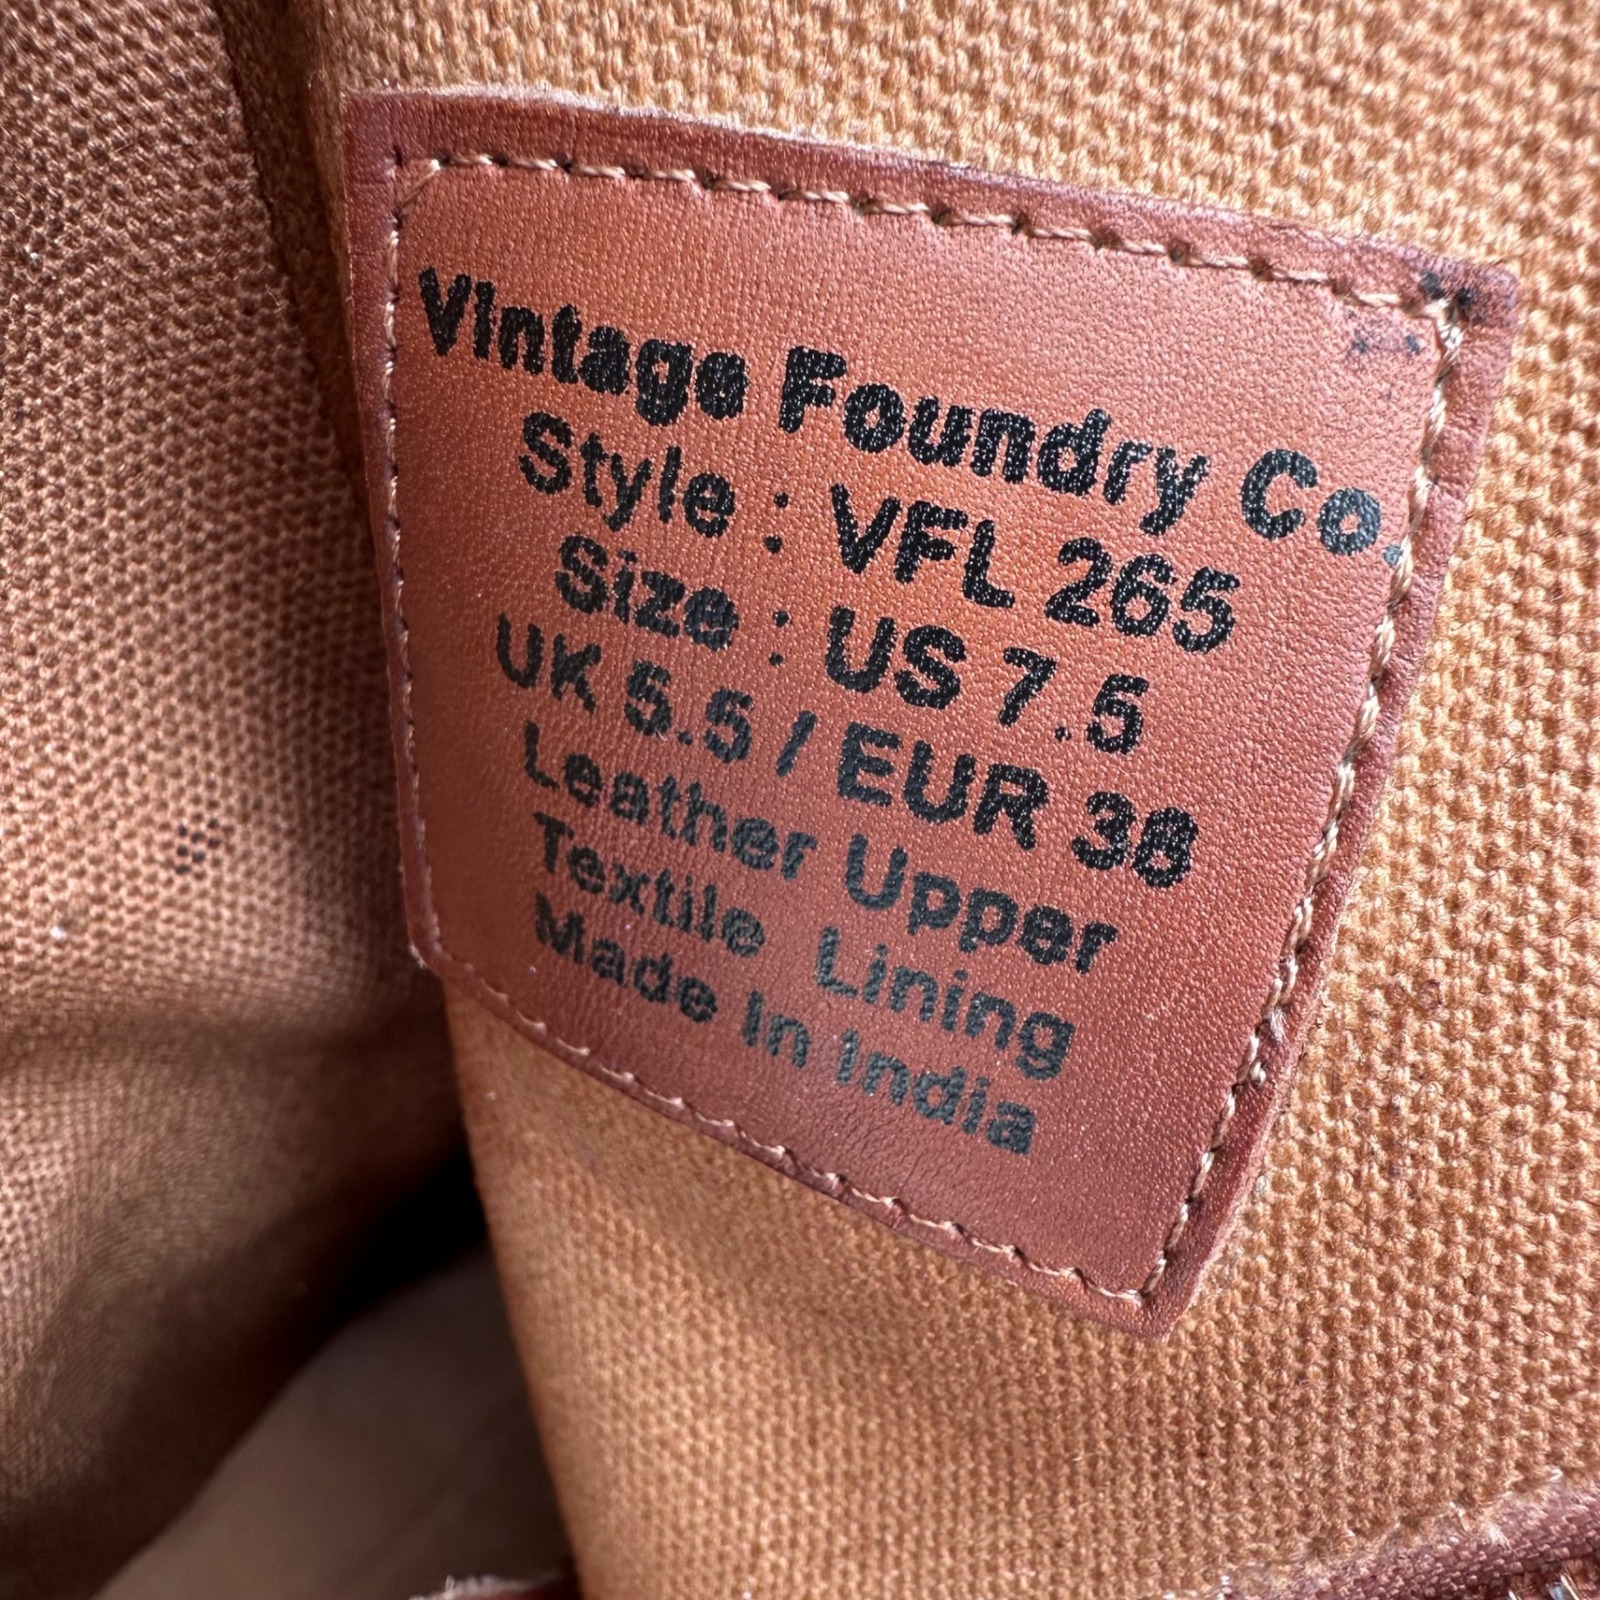 Vintage Foundry Co.
Style : VFL 265
Size : US 7.5
UK 5.5 / EUR 38
Leather Upper
Textile Lining
Made In India